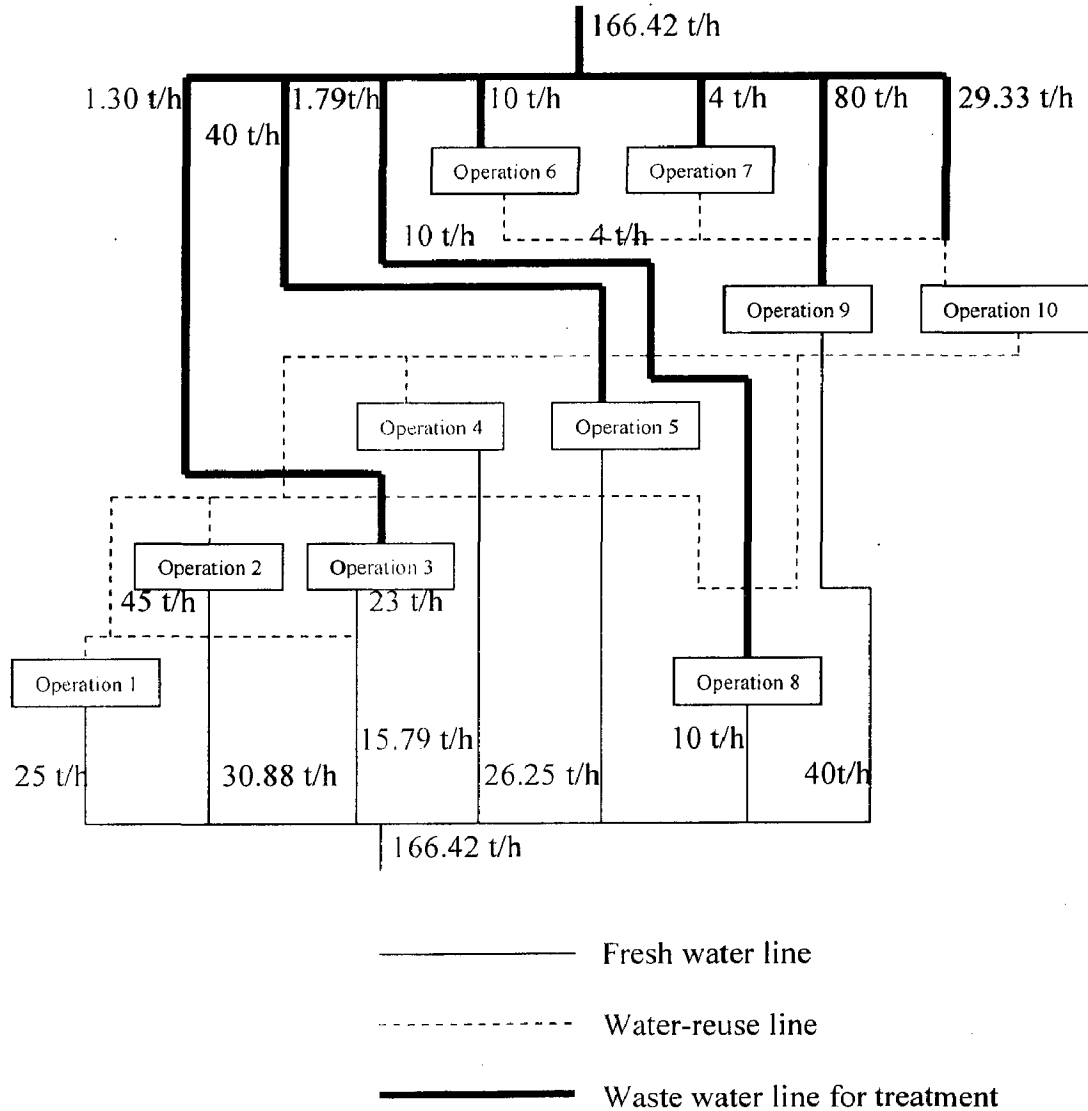 166.42 t/h
1.30 t/h
1.79t/h
10 t/h
4 t/h
80 t/h
29.33 t/h
40 t/h
Operation 6
Operation 7
10 t/h
4 t/h
Operation 9
Operation 10
Operation 4
Operation 5
Operation 2
Operation 3
45 t/h
23 t/h
Operation 1
Operation 8
25 t/h
30.88 t/h
15.79 t/h
26.25 t/h
10 t/h
40t/h
166.42 t/h
Fresh water line
Water-reuse line
Waste water line for treatment